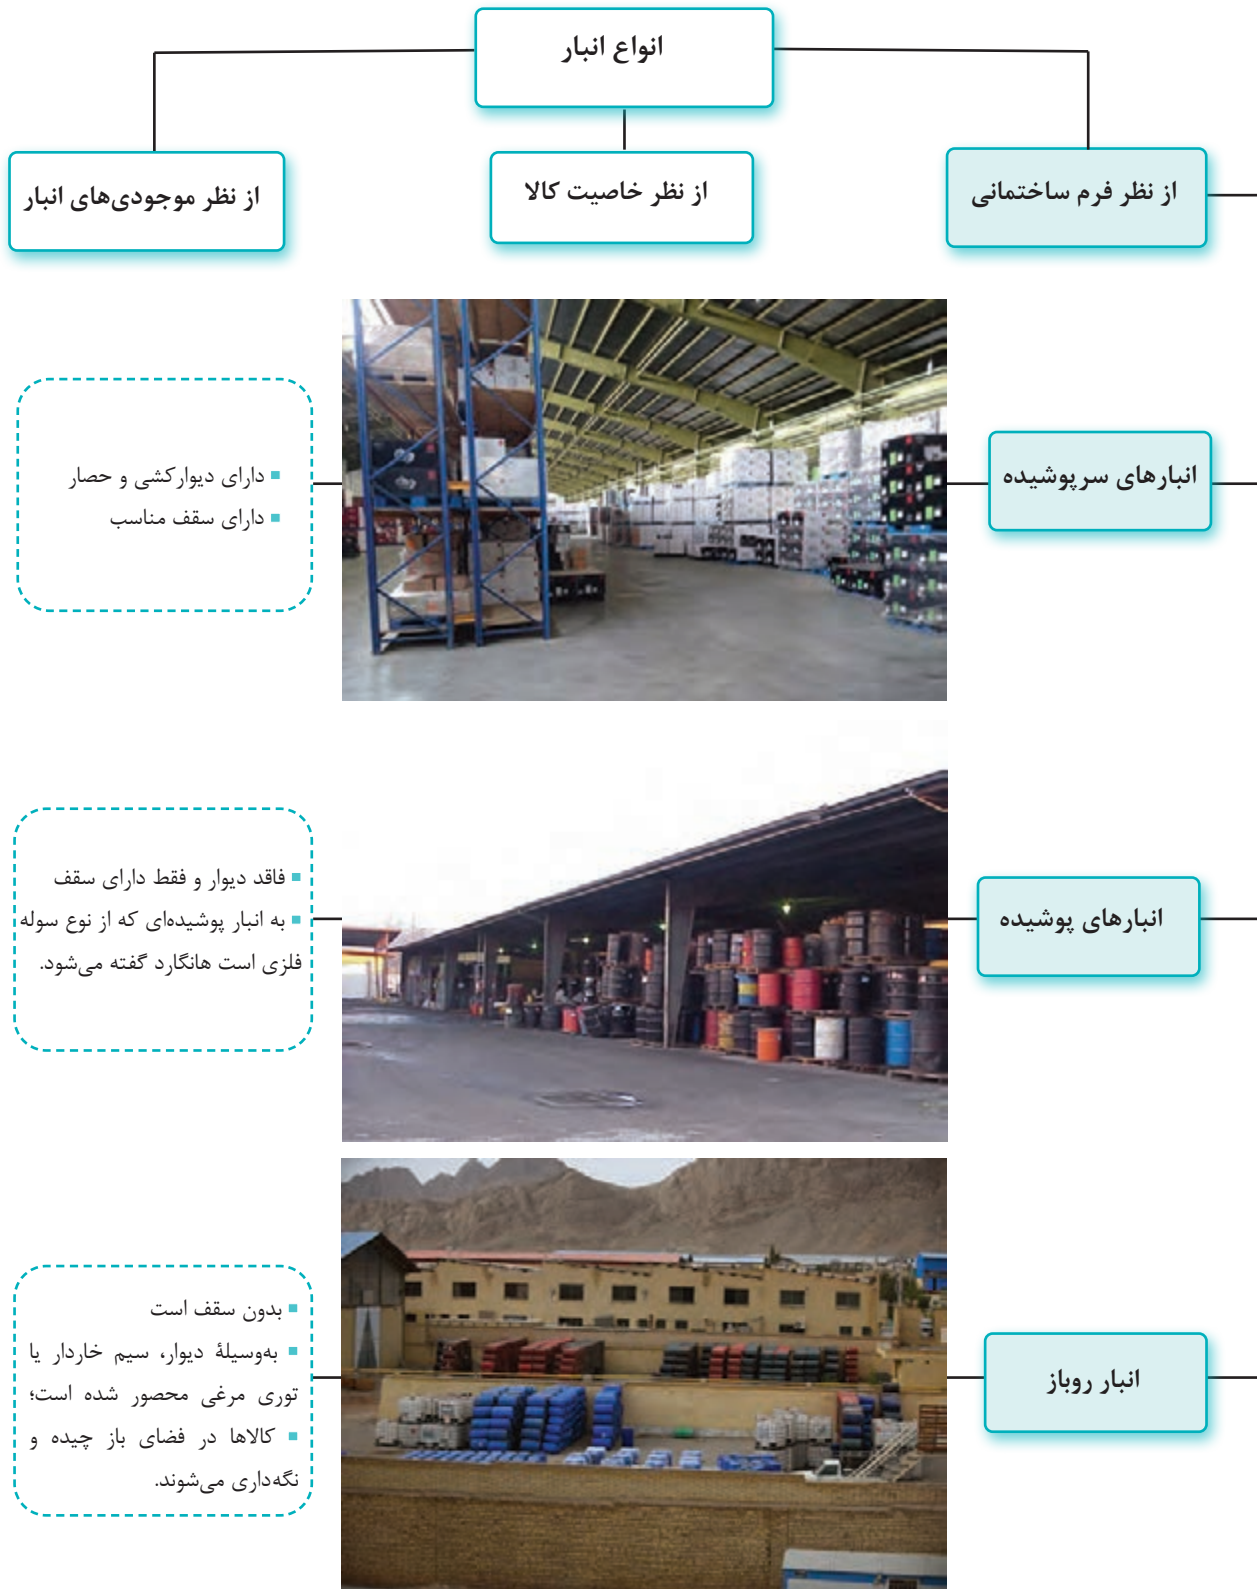 انواع انبار
از نظر فرم ساختمانی
از نظر خاصیت کالا
از نظر موجودی‌های انبار
انبارهای سرپوشیده
■ دارای دیوارکشی و حصار
■ دارای سقف مناسب
انبارهای پوشیده
■ فاقد دیوار و فقط دارای سقف
■ به انبار پوشیده‌ای که از نوع سوله
فلزی است هانگارد گفته می‌شود.
انبار روباز
■ بدون سقف است
■ به‌وسیلهٔ دیوار، سیم خاردار یا
توری مرغی محصور شده است؛
■ کالاها در فضای باز چیده و
نگه‌داری می‌شوند.